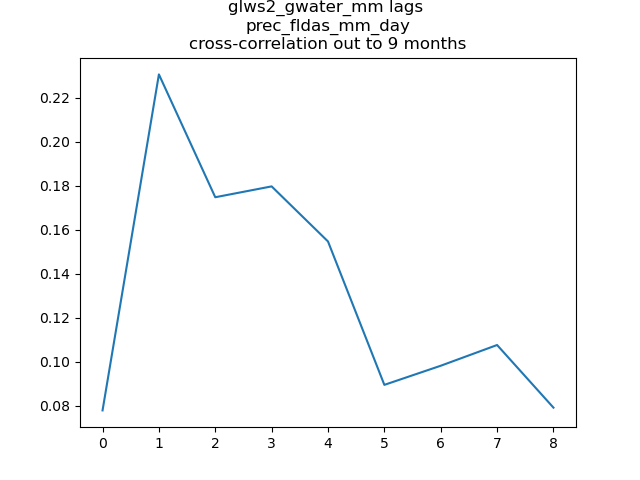 glws2_gwater_mm lags
prec_fldas_mm_day
cross-correlation out to 9 months
0.22
0.20
0.18
0.16
0.14
0.12
0.10
0.08
0 1 2 3 4 5 6 7 8